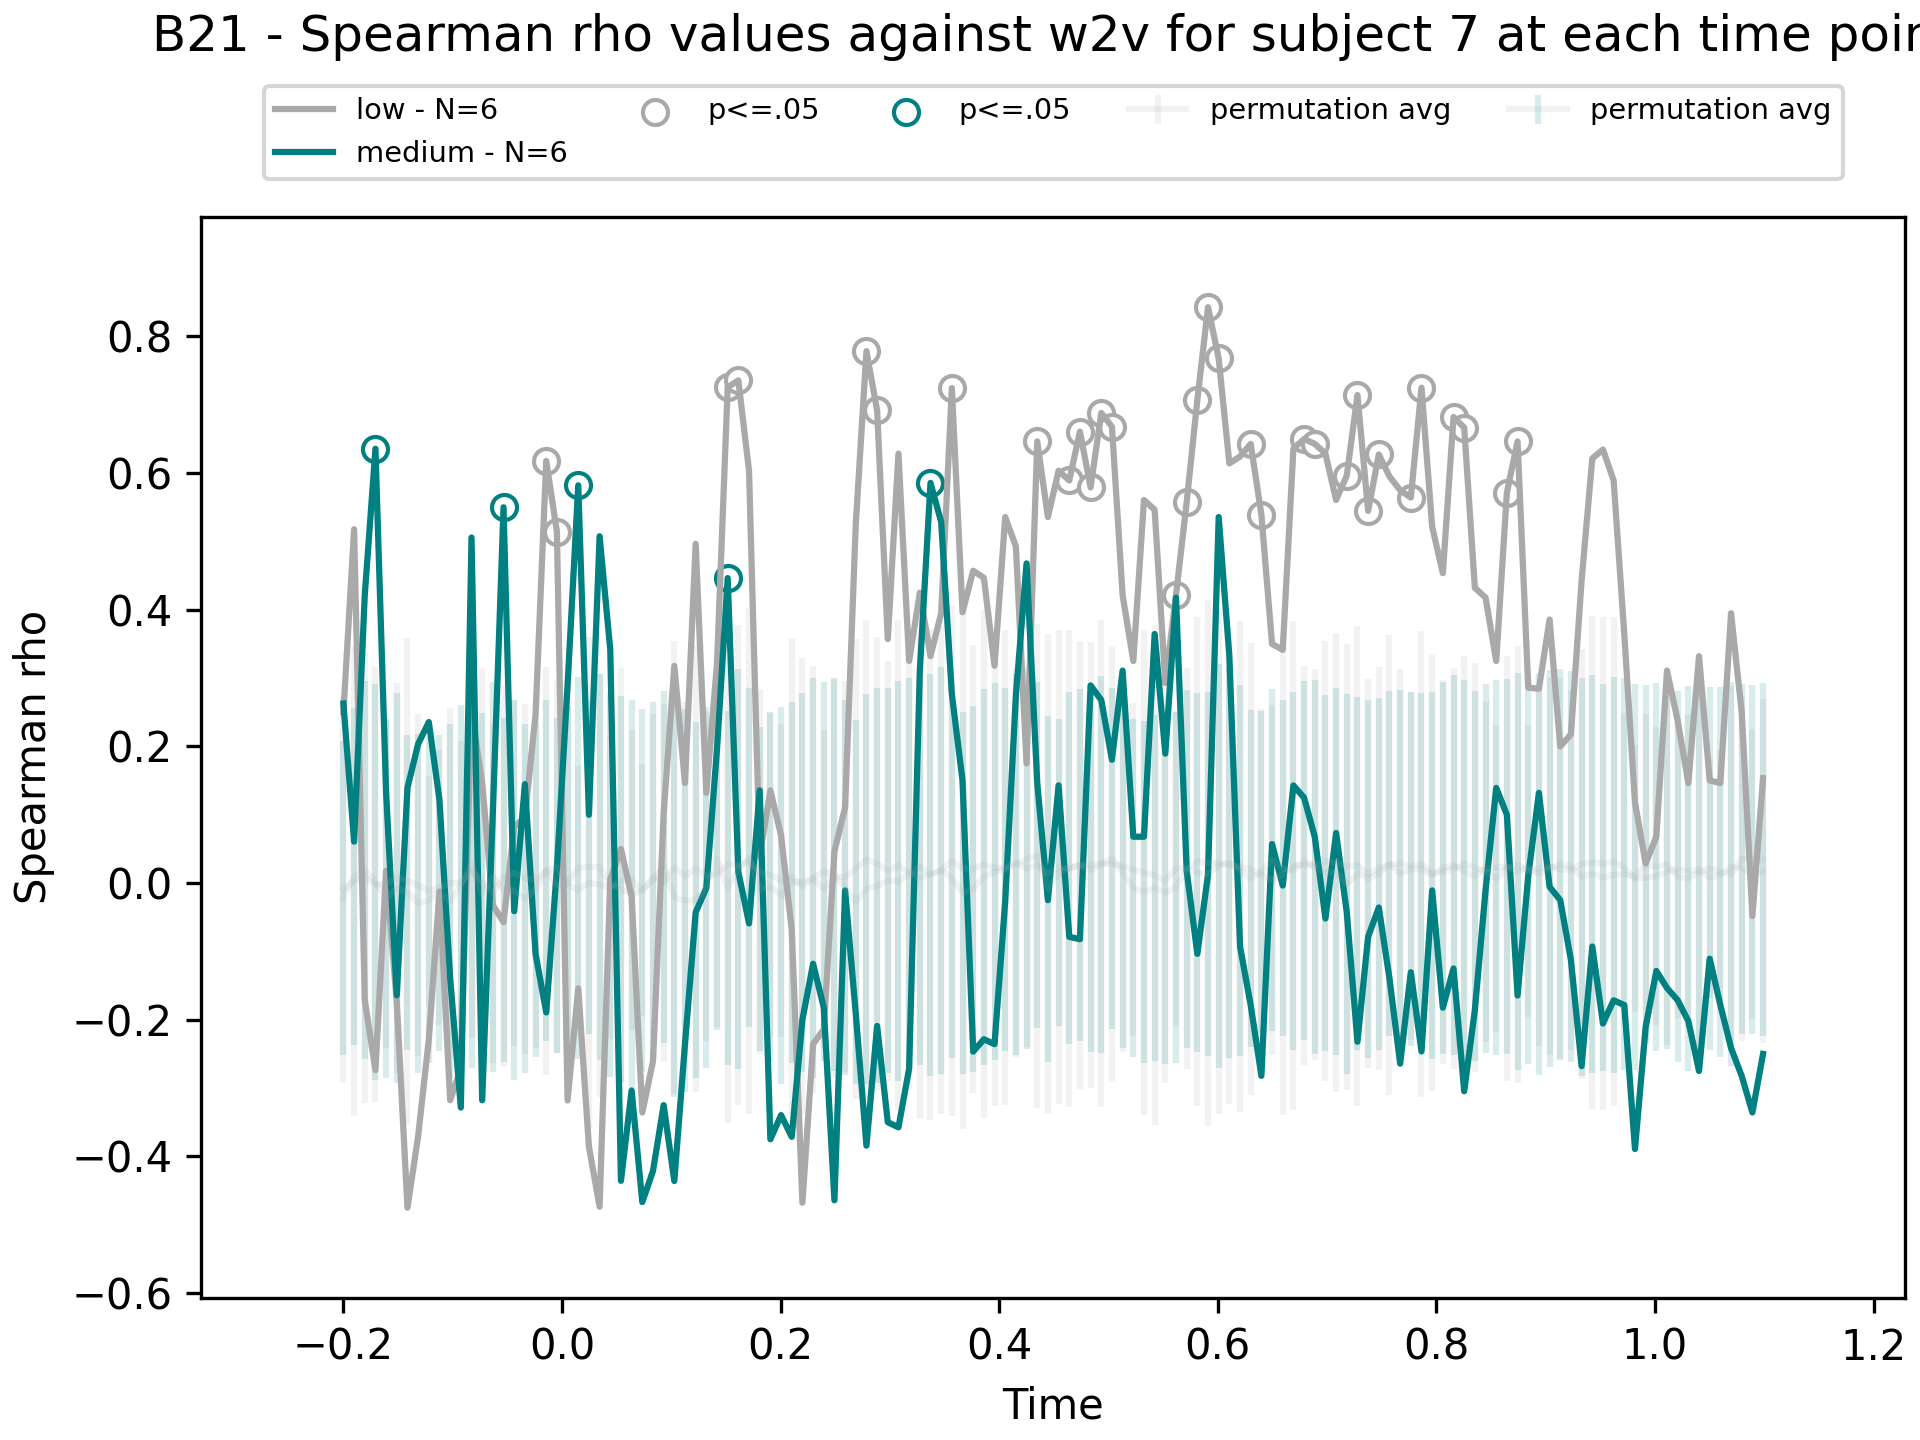 B21 - Spearman rho values against w2v for subject 7 at each time poin
low - N=6
medium - N=6
p<=.05
p<=.05
permutation avg
permutation avg
Spearman rho
0.8
0.6
0.4
0.2
0.0
−0.2
−0.4
−0.6
−0.2 0.0 0.2 0.4 0.6 0.8 1.0 1.2
Time